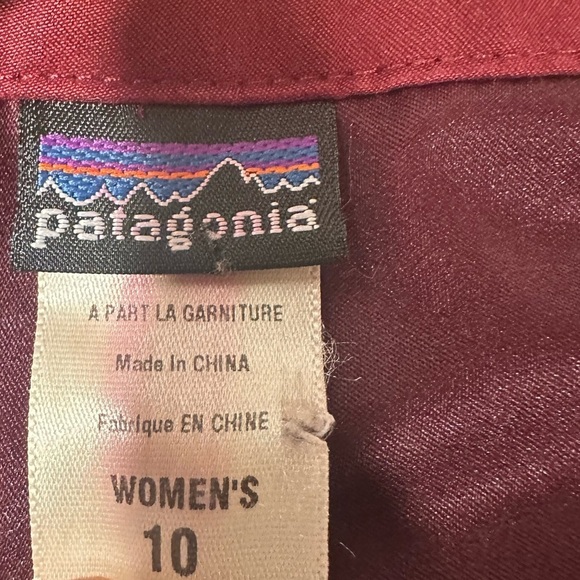 patagonia
A PART LA GARNITURE
Made In CHINA
Fabrique EN CHINE
WOMEN'S
10